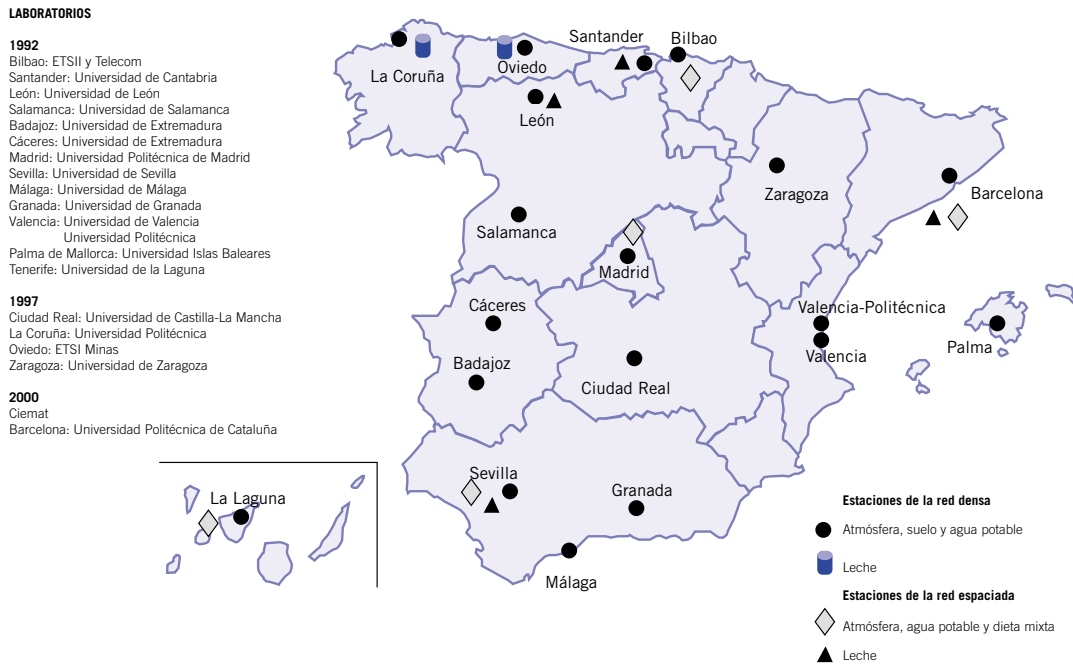 LABORATORIOS
1992
Bilbao: ETSII y Telecom
Santander: Universidad de Cantabria
León: Universidad de León
Salamanca: Universidad de Salamanca
Badajoz: Universidad de Extremadura
Cáceres: Universidad de Extremadura
Madrid: Universidad Politécnica de Madrid
Sevilla: Universidad de Sevilla
Málaga: Universidad de Málaga
Granada: Universidad de Granada
Valencia: Universidad de Valencia
Universidad Politécnica
Palma de Mallorca: Universidad Islas Baleares
Tenerife: Universidad de la Laguna
1997
Ciudad Real: Universidad de Castilla-La Mancha
La Coruña: Universidad Politécnica
Oviedo: ETSI Minas
Zaragoza: Universidad de Zaragoza
2000
Ciemat
Barcelona: Universidad Politécnica de Cataluña
Santander
Bilbao
La Coruña
Oviedo
León
Zaragoza
Barcelona
Salamanca
Madrid
Cáceres
Valencia-Politécnica
Badajoz
Valencia
Palma
Ciudad Real
Sevilla
Granada
La Laguna
Málaga
Estaciones de la red densa
Atmósfera, suelo y agua potable
Leche
Estaciones de la red espaciada
Atmósfera, agua potable y dieta mixta
Leche